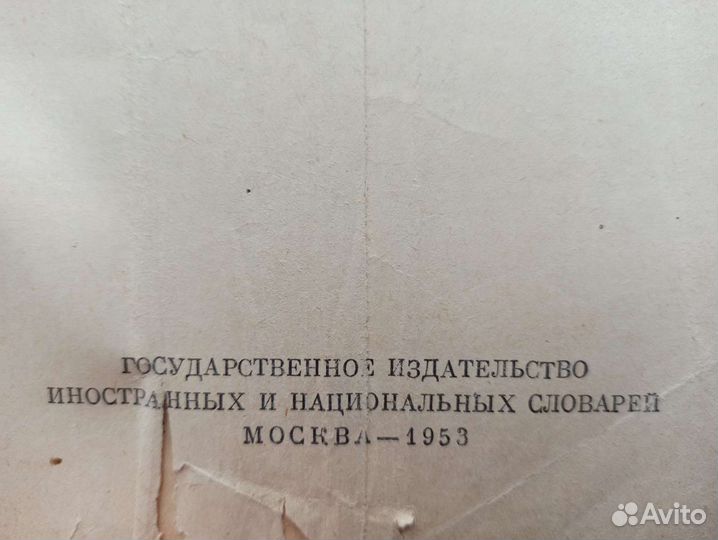 ГОСУДАРСТВЕННОЕ ИЗДАТЕЛЬСТВО
ИНОСТРАННЫХ И НАЦИОНАЛЬНЫХ СЛОВАРЕЙ
МОСКВА — 1953
Avito